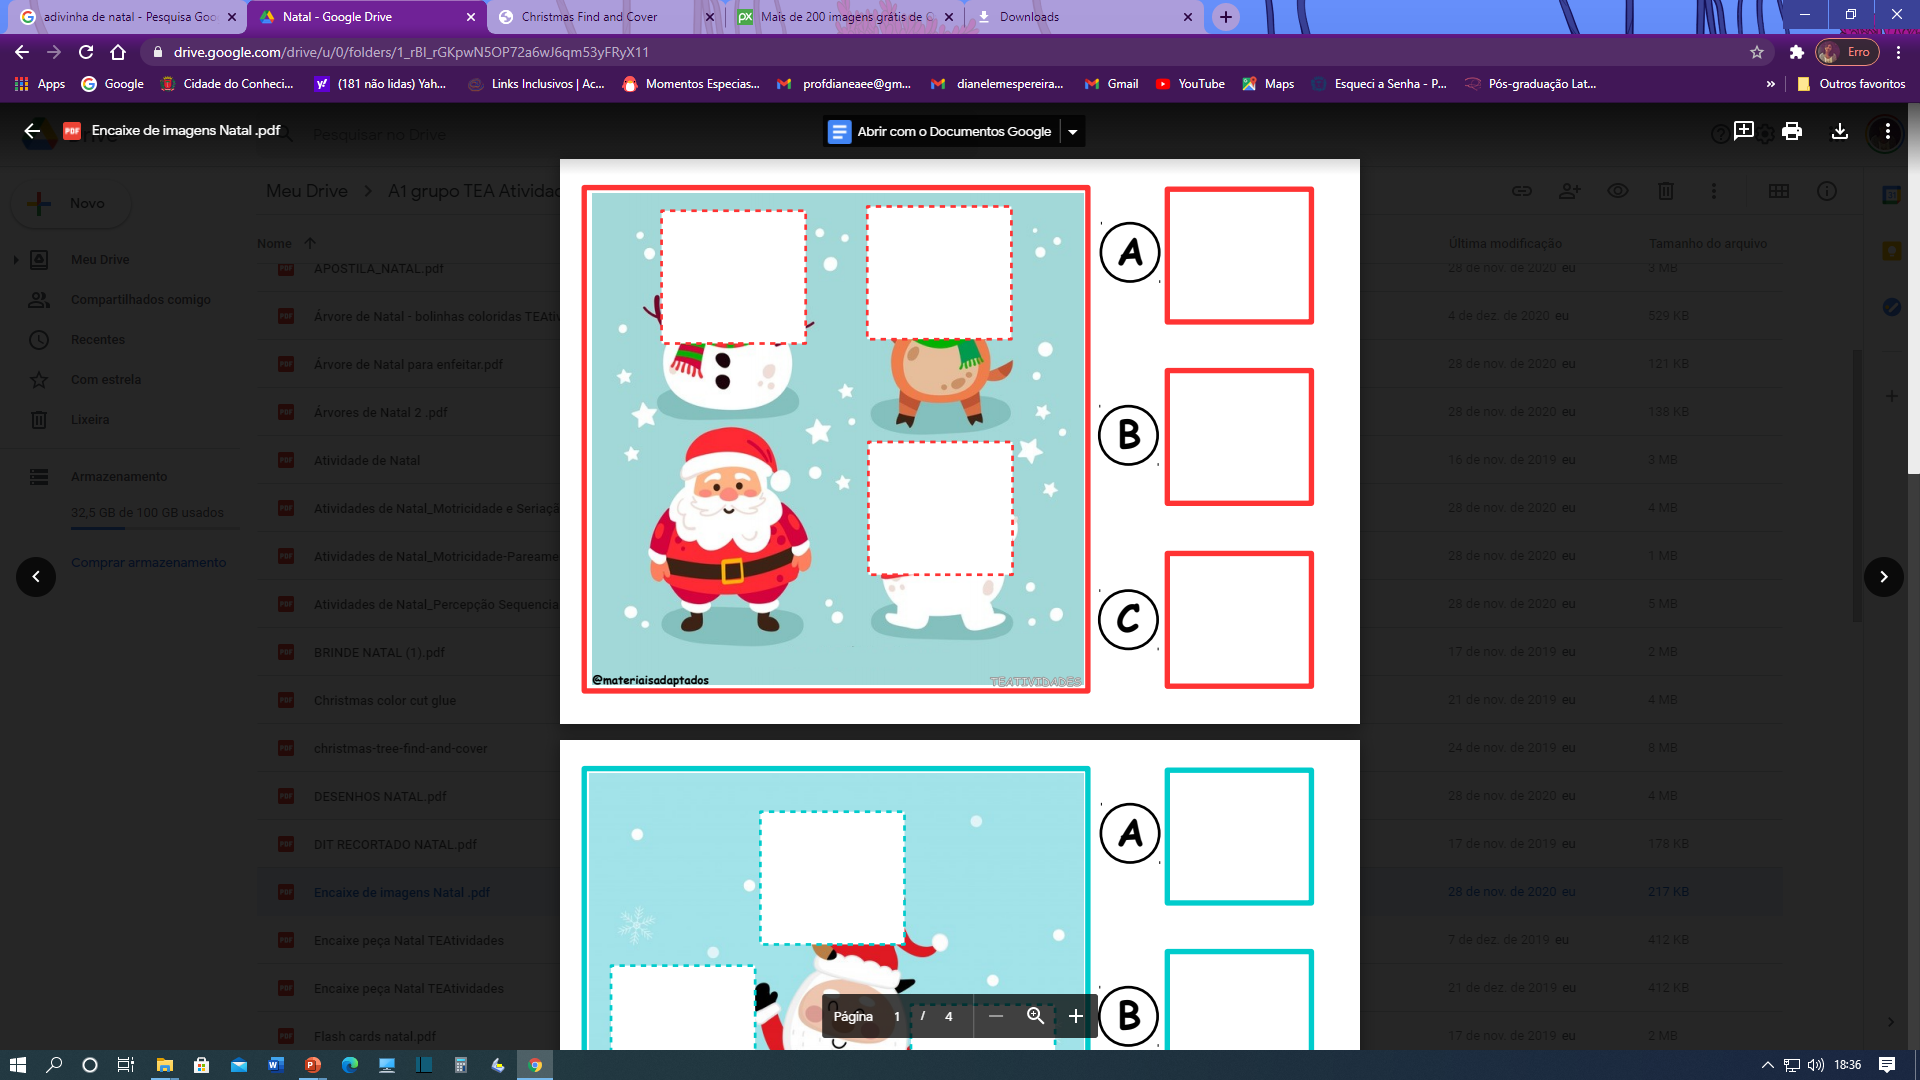 adivinha de natal - Pesquisa Goo
Natal - Google Drive
Christmas Find and Cover
Mais de 200 imagens grátis de C
Downloads
drive.google.com/drive/u/0/folders/1_rBI_rGKpwN5OP72a6wJ6qm53yFRyX11
Erro
Apps
Google
Cidade do Conheci...
(181 não lidas) Yah...
Links Inclusivos | Ac...
Momentos Especias...
profdianeaee@gm...
dianelemespereira...
Gmail
YouTube
Maps
Esqueci a Senha - P...
Pós-graduação Lat...
»
Outros favoritos
PDF
Encaixe de imagens Natal .pdf
Pesquisar no Drive
Abrir com o Documentos Google
Novo
Meu Drive > A1 grupo TEA Atividad
Nome
Última modificação
Tamanho do arquivo
Meu Drive
Compartilhados comigo
Recentes
Com estrela
Lixeira
Armazenamento
32,5 GB de 100 GB usados
Comprar armazenamento
APOSTILA_NATAL.pdf
28 de nov. de 2020 eu
3 MB
Árvore de Natal - bolinhas coloridas TEAtiv
4 de dez. de 2020 eu
529 KB
Árvore de Natal para enfeitar.pdf
28 de nov. de 2020 eu
121 KB
Árvores de Natal 2 .pdf
28 de nov. de 2020 eu
138 KB
Atividade de Natal
16 de nov. de 2019 eu
3 MB
Atividades de Natal_Motricidade e Seriaçã
28 de nov. de 2020 eu
4 MB
Atividades de Natal_Motricidade-Pareame
28 de nov. de 2020 eu
1 MB
Atividades de Natal_Percepção Sequencia
28 de nov. de 2020 eu
5 MB
BRINDE NATAL (1).pdf
17 de nov. de 2019 eu
2 MB
Christmas color cut glue
21 de nov. de 2019 eu
4 MB
christmas-tree-find-and-cover
24 de nov. de 2019 eu
8 MB
DESENHOS NATAL.pdf
28 de nov. de 2020 eu
4 MB
DIT RECORTADO NATAL.pdf
17 de nov. de 2019 eu
178 KB
Encaixe de imagens Natal .pdf
28 de nov. de 2020 eu
217 KB
Encaixe peça Natal TEAtividades
7 de dez. de 2019 eu
412 KB
Encaixe peça Natal TEAtividades
21 de dez. de 2019 eu
412 KB
Flash cards natal.pdf
17 de nov. de 2019 eu
2 MB
A
B
C
@materiaisadaptados
TEATIVIDADES
A
B
Página 1 / 4
18:36